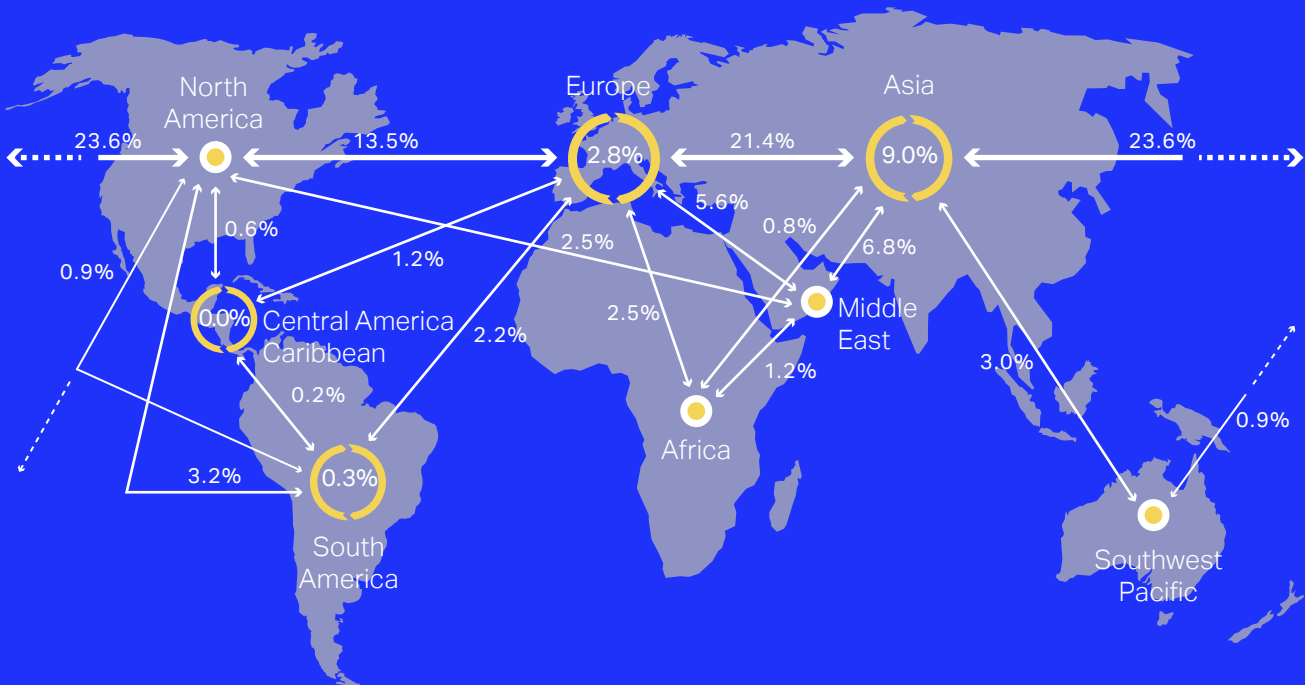 North
America
Europe
Asia
23.6%
13.5%
2.8%
21.4%
9.0%
23.6%
5.6%
0.8%
0.6%
2.5%
6.8%
1.2%
0.9%
2.5%
Middle
East
0.0%
Central America
Caribbean
2.2%
3.0%
1.2%
0.2%
0.9%
Africa
3.2%
0.3%
South
America
Southwest
Pacific